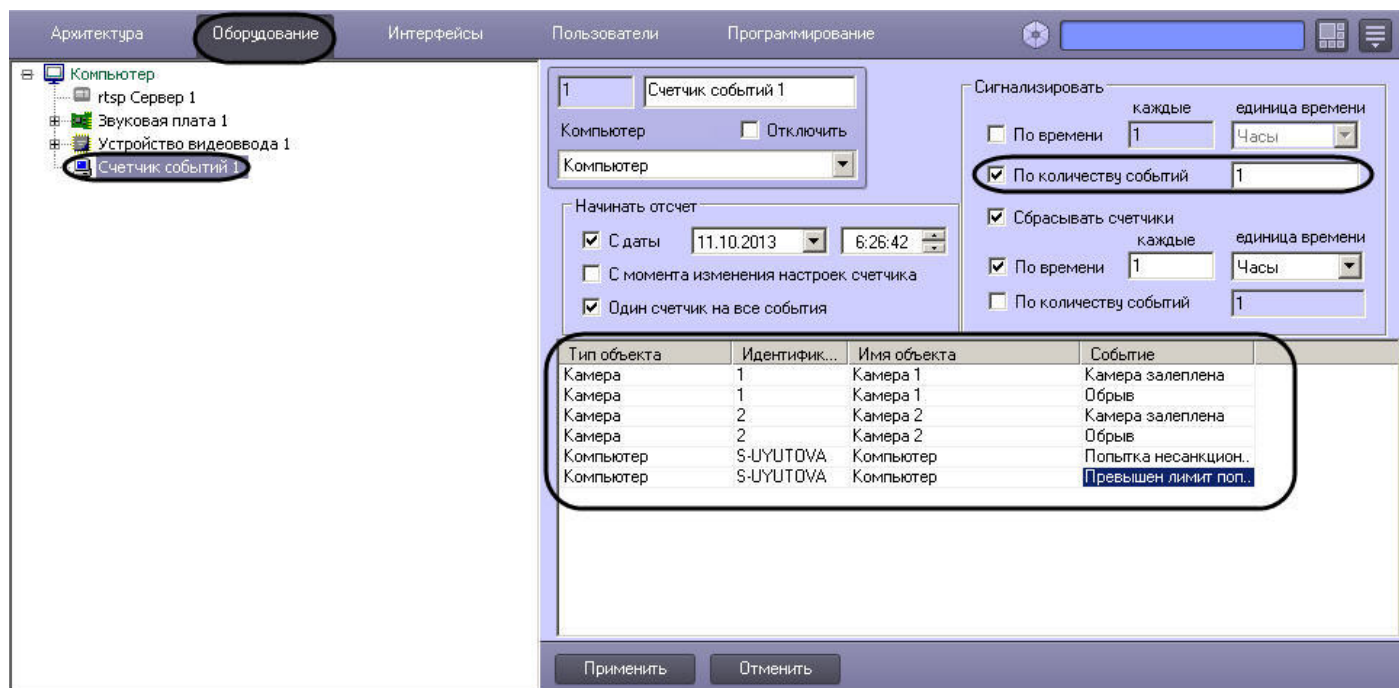 Архитектура Оборудование Интерфейсы Пользователи Программирование
Компьютер
rtsp Сервер 1
Звуковая плата 1
Устройство видеоввода 1
Счетчик событий 1
1 Счетчик событий 1
Компьютер Отключить
Компьютер
Начинать отсчет
С даты 11.10.2013 6:26:42
С момента изменения настроек счетчика
Один счетчик на все события
Сигнализировать
каждые единица времени
По времени 1 Часы
По количеству событий 1
Сбрасывать счетчики
каждые единица времени
По времени 1 Часы
По количеству событий 1
Тип объекта Идентифик... Имя объекта Событие
Камера 1 Камера 1 Камера залеплена
Камера 1 Камера 1 Обрыв
Камера 2 Камера 2 Камера залеплена
Камера 2 Камера 2 Обрыв
Компьютер S-UYUTOVA Компьютер Попытка несанкцион..
Компьютер S-UYUTOVA Компьютер Превышен лимит поп..
Применить Отменить